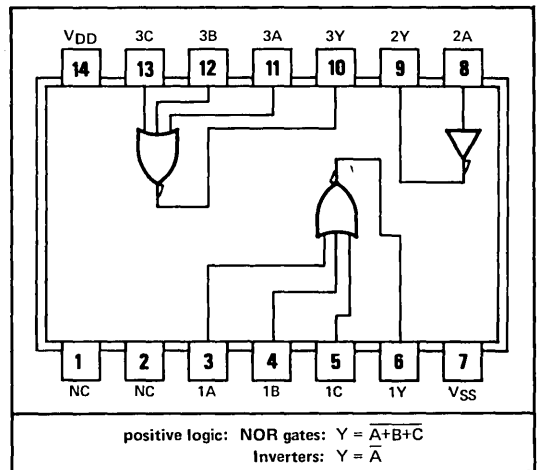 VDD 3C 3B 3A 3Y 2Y 2A
14 13 12 11 10 9 8
1 2 3 4 5 6 7
NC NC 1A 1B 1C 1Y VSS
positive logic: NOR gates: Y = A+B+C
Inverters: Y = A